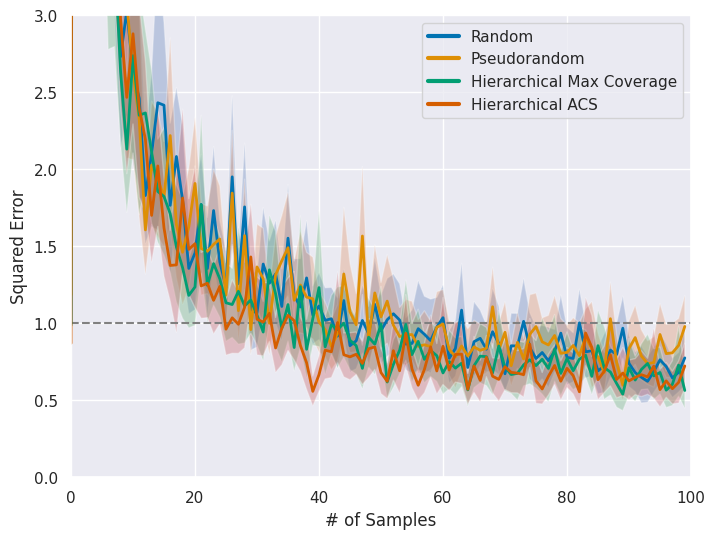 3.0
2.5
2.0
1.5
1.0
0.5
0.0
Squared Error
Random
Pseudorandom
Hierarchical Max Coverage
Hierarchical ACS
0 20 40 60 80 100
# of Samples